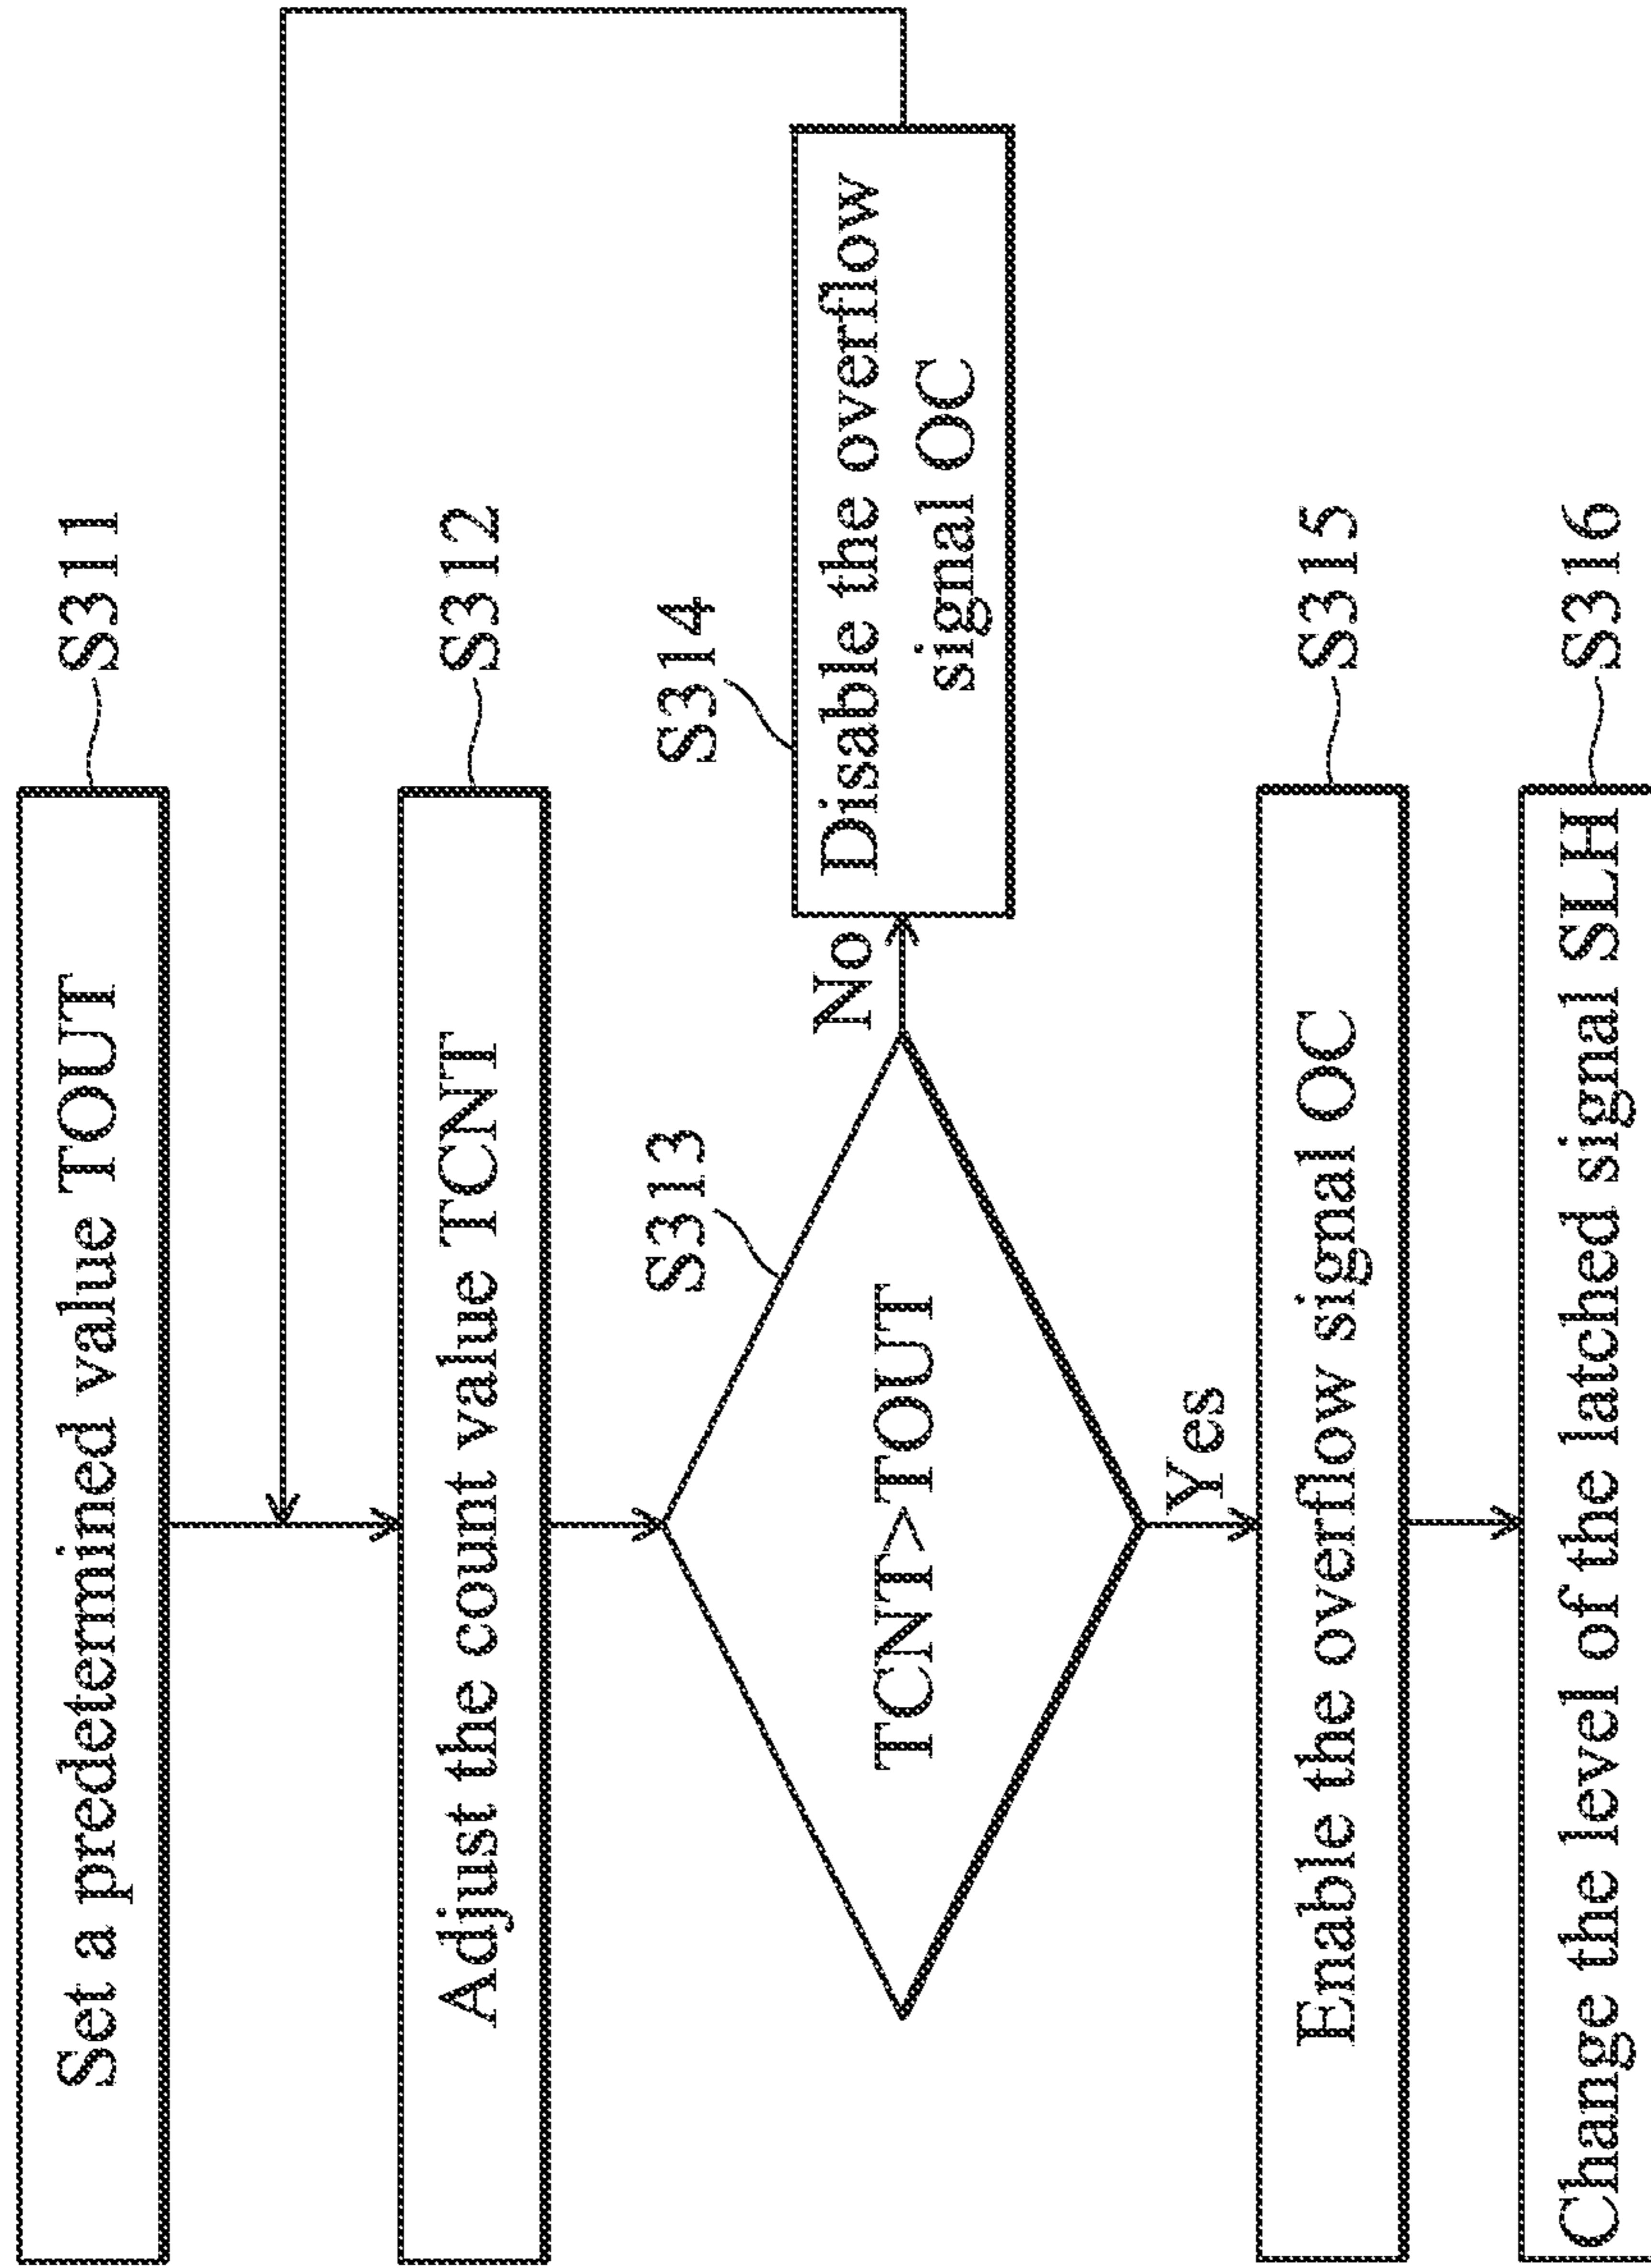 Set a predetermined value TOUT
S311
Adjust the count value TCNT
S312
S313
TCNT>TOUT
No
S314
Disable the overflow
signal OC
Yes
Enable the overflow signal OC
S315
Change the level of the latched signal SLH
S316